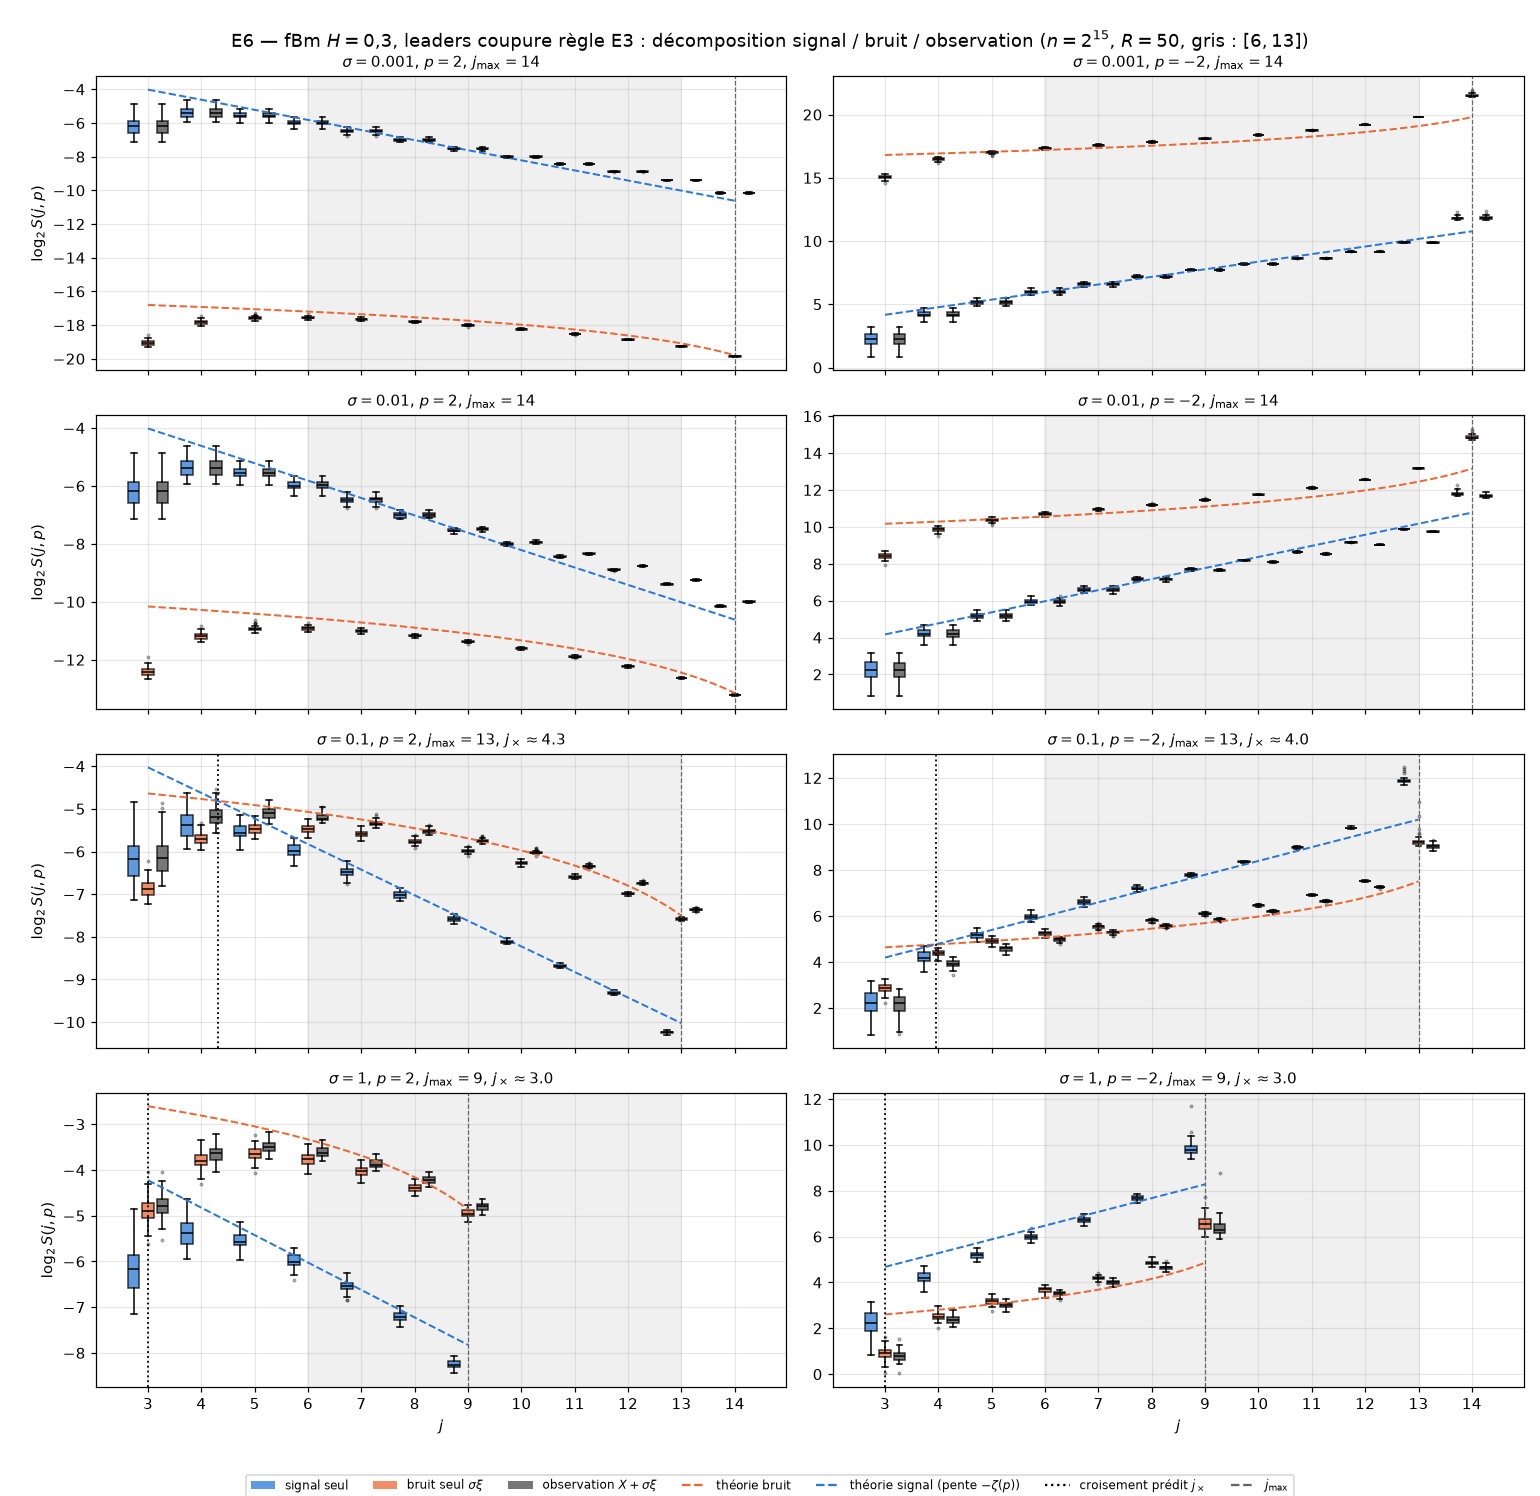 E6 — fBm H = 0,3, leaders coupure règle E3 : décomposition signal / bruit / observation (n = 2^15, R = 50, gris : [6, 13])
σ = 0.001, p = 2, j_max = 14
σ = 0.001, p = −2, j_max = 14
log₂ S(j, p)
−4
−6
−8
−10
−12
−14
−16
−18
−20
20
15
10
5
0
σ = 0.01, p = 2, j_max = 14
σ = 0.01, p = −2, j_max = 14
log₂ S(j, p)
−4
−6
−8
−10
−12
16
14
12
10
8
6
4
2
σ = 0.1, p = 2, j_max = 13, j_× ≈ 4.3
σ = 0.1, p = −2, j_max = 13, j_× ≈ 4.0
log₂ S(j, p)
−4
−5
−6
−7
−8
−9
−10
12
10
8
6
4
2
σ = 1, p = 2, j_max = 9, j_× ≈ 3.0
σ = 1, p = −2, j_max = 9, j_× ≈ 3.0
log₂ S(j, p)
−3
−4
−5
−6
−7
−8
12
10
8
6
4
2
0
3 4 5 6 7 8 9 10 11 12 13 14
3 4 5 6 7 8 9 10 11 12 13 14
j
j
signal seul
bruit seul σξ
observation X + σξ
théorie bruit
théorie signal (pente −ζ(p))
croisement prédit j_×
j_max